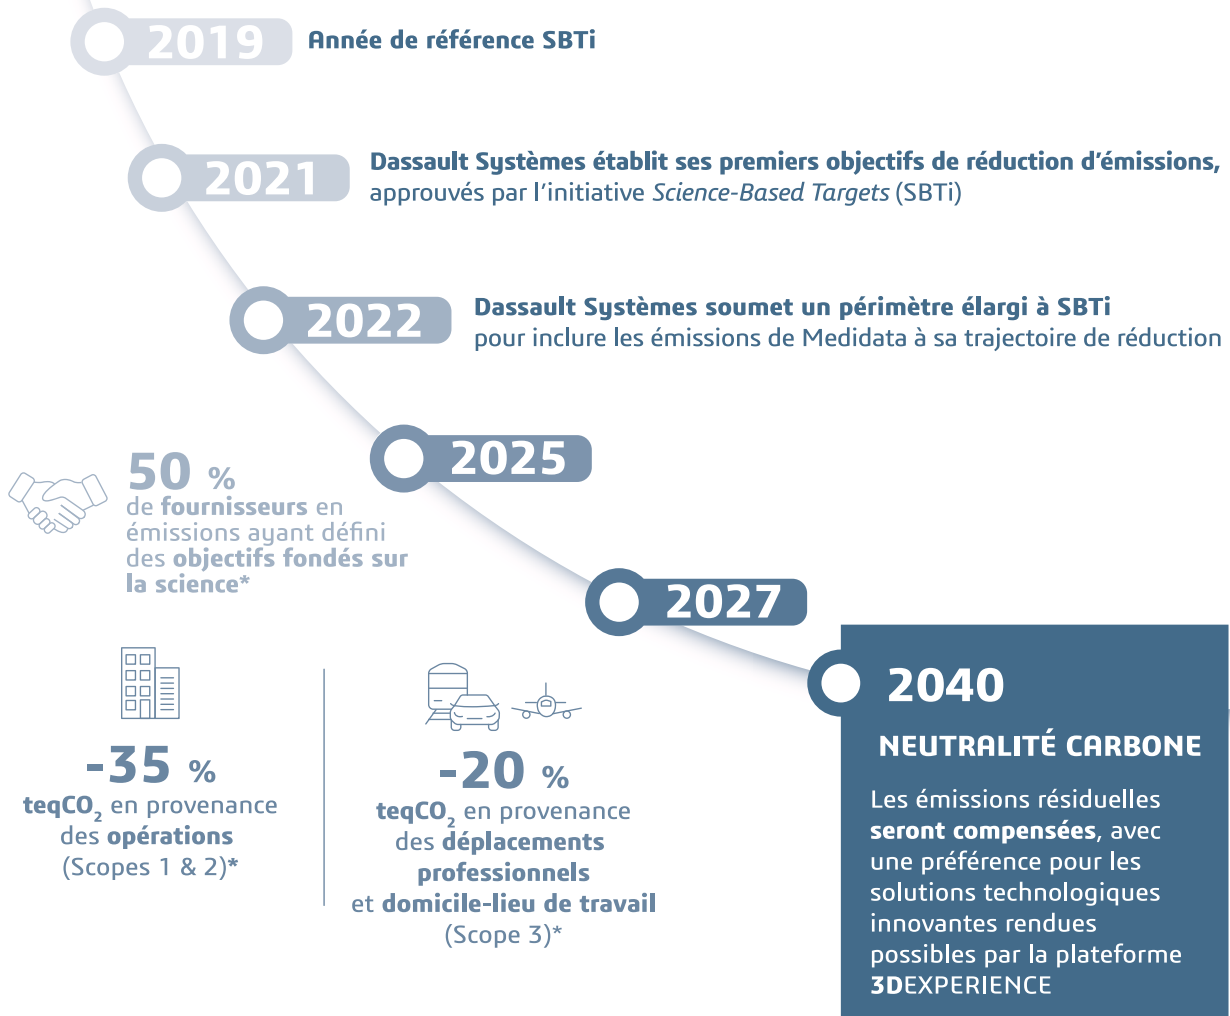 2019
Année de référence SBTi
2021
Dassault Systèmes établit ses premiers objectifs de réduction d’émissions,
approuvés par l’initiative Science-Based Targets (SBTi)
2022
Dassault Systèmes soumet un périmètre élargi à SBTi
pour inclure les émissions de Medidata à sa trajectoire de réduction
2025
50 %
de fournisseurs en
émissions ayant défini
des objectifs fondés sur
la science*
2027
-35 %
teqCO₂ en provenance
des opérations
(Scopes 1 & 2)*
-20 %
teqCO₂ en provenance
des déplacements
professionnels
et domicile-lieu de travail
(Scope 3)*
2040
NEUTRALITÉ CARBONE
Les émissions résiduelles
seront compensées, avec
une préférence pour les
solutions technologiques
innovantes rendues
possibles par la plateforme
3DEXPERIENCE